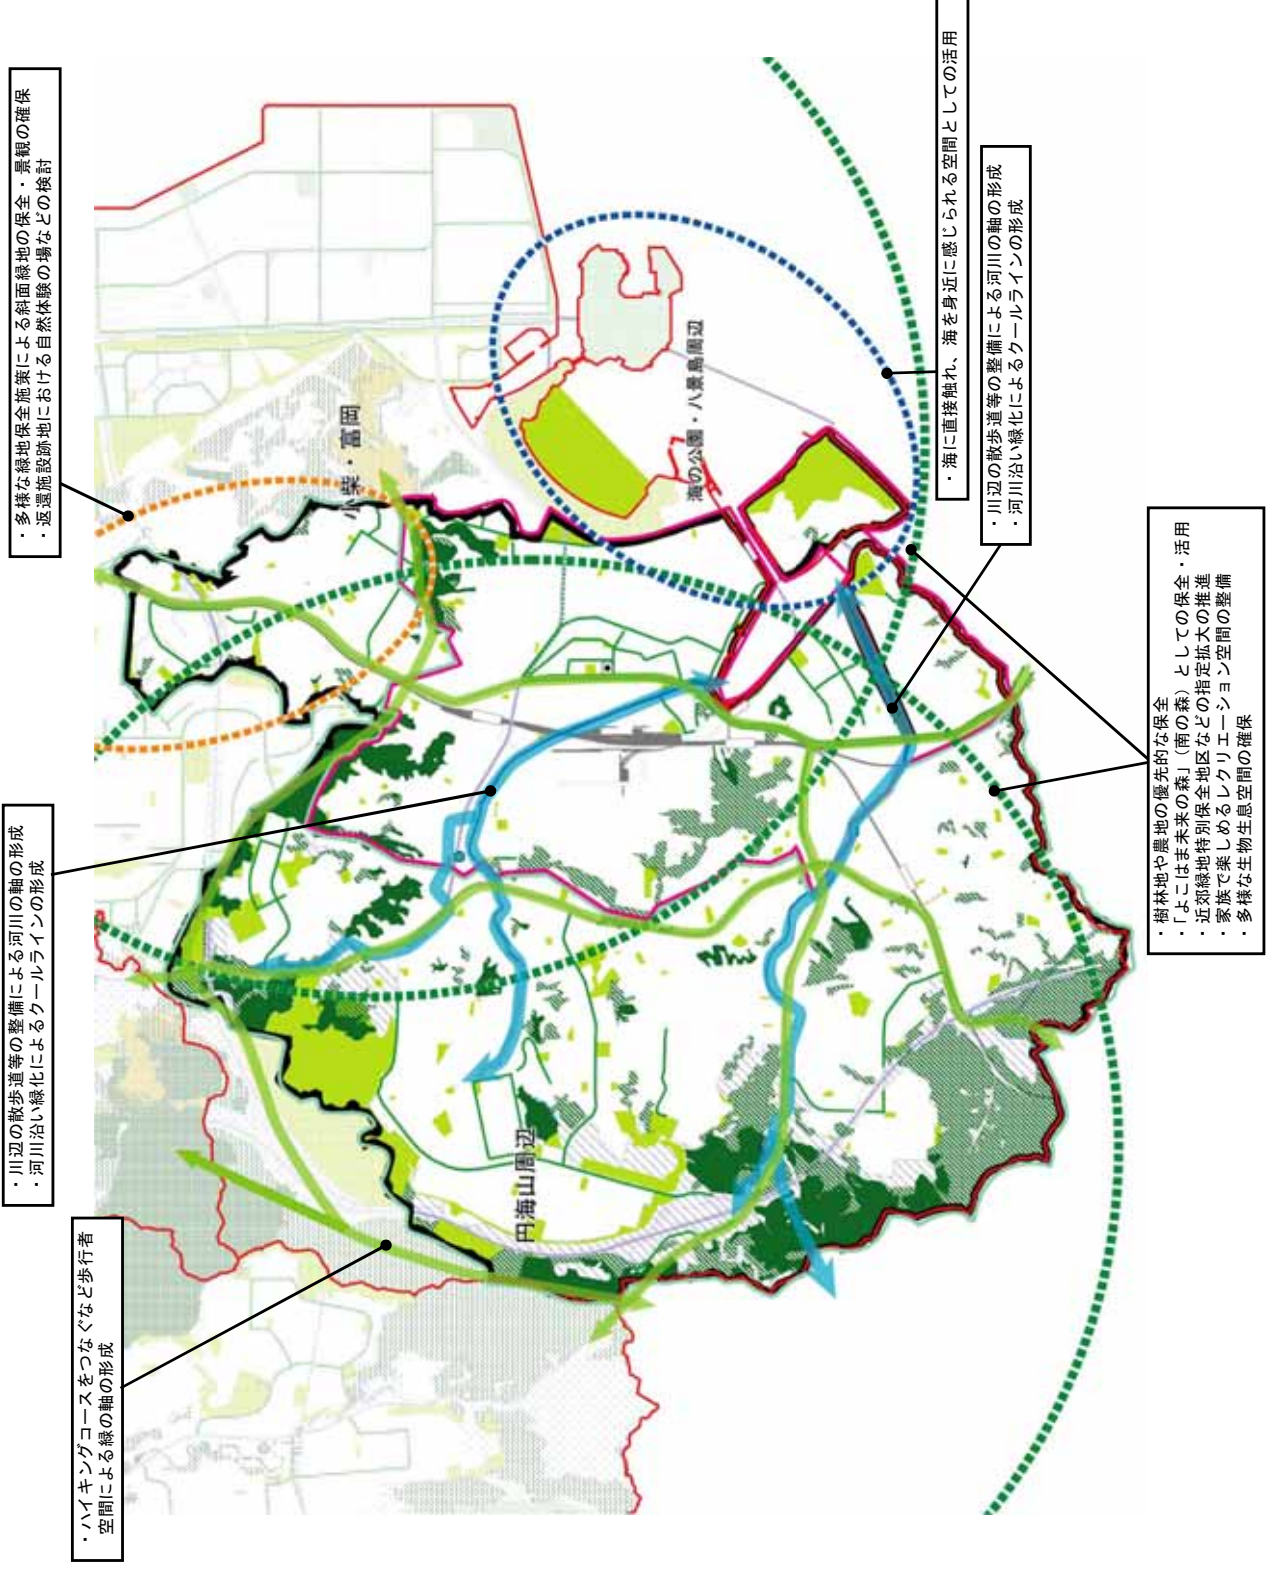 ・多様な緑地保全施策による斜面緑地の保全・景観の確保
・返還施設跡地における自然体験の場などの検討
・川辺の散歩道等の整備による河川の軸の形成
・河川沿い緑化によるクールラインの形成
・ハイキングコースをつなぐなど歩行者
空間による緑の軸の形成
小柴・富岡
円海山周辺
海の公園・八景島周辺
・海に直接触れ、海を身近に感じられる空間としての活用
・川辺の散歩道等の整備による河川の軸の形成
・河川沿い緑化によるクールラインの形成
・樹林地や農地の優先的な保全
・「よこはま未来の森」（南の森）としての保全・活用
・近郊緑地特別保全地区などの指定拡大の推進
・家族で楽しめるレクリエーション空間の整備
・多様な生物生息空間の確保